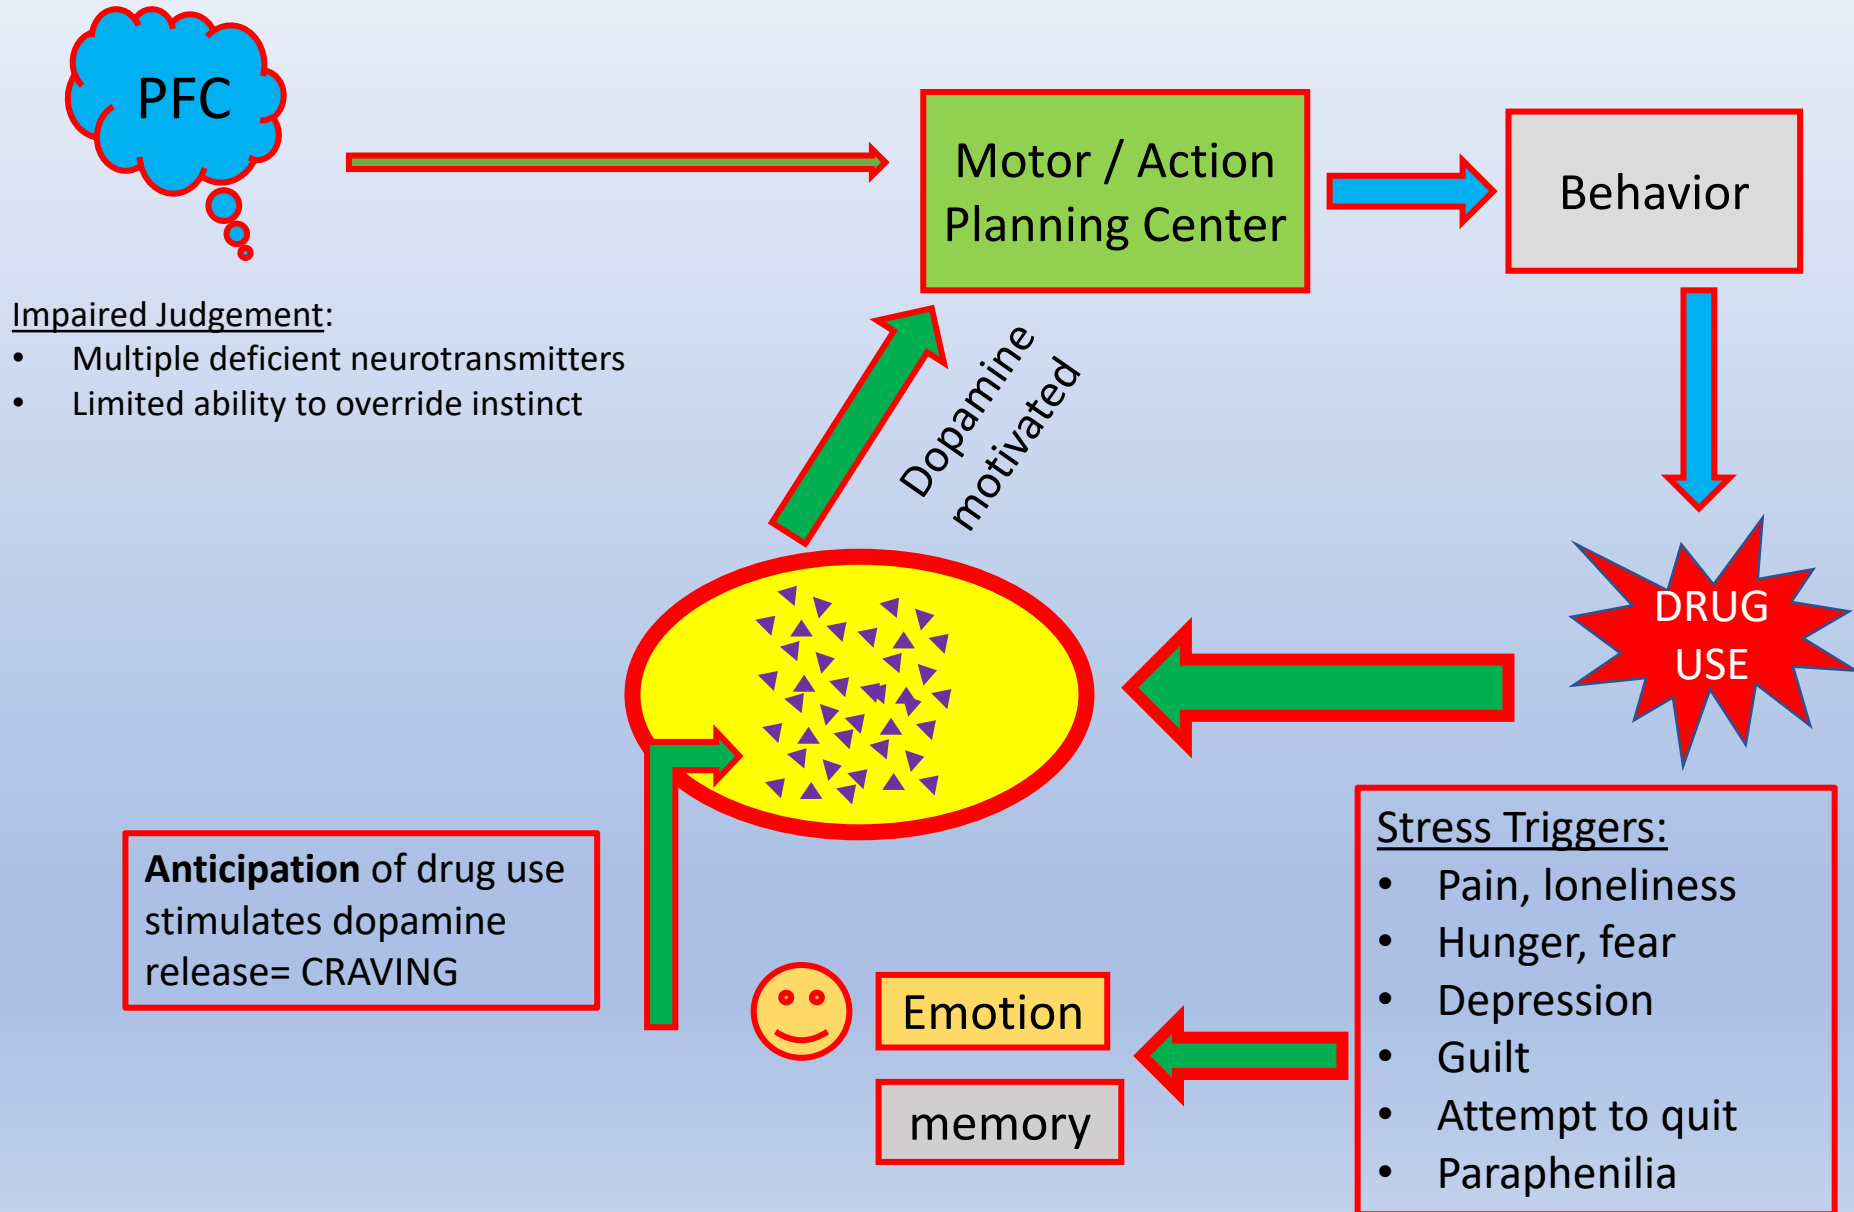 PFC
Motor / Action
Planning Center
Behavior
Impaired Judgement:
• Multiple deficient neurotransmitters
• Limited ability to override instinct
Dopamine
motivated
DRUG
USE
Anticipation of drug use
stimulates dopamine
release= CRAVING
Emotion
memory
Stress Triggers:
• Pain, loneliness
• Hunger, fear
• Depression
• Guilt
• Attempt to quit
• Paraphenilia